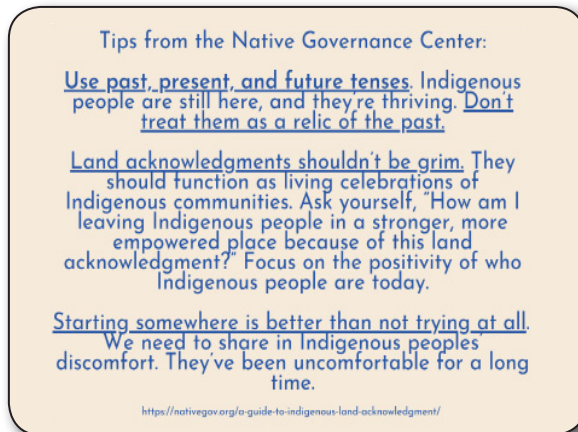 Tips from the Native Governance Center:
Use past, present, and future tenses. Indigenous
people are still here, and they're thriving. Don't
treat them as a relic of the past.
Land acknowledgments shouldn't be grim. They
should function as living celebrations of
Indigenous communities. Ask yourself, "How am I
leaving Indigenous people in a stronger, more
empowered place because of this land
acknowledgment?" Focus on the positivity of who
Indigenous people are today.
Starting somewhere is better than not trying at all.
We need to share in Indigenous peoples'
discomfort. They've been uncomfortable for a long
time.
https://nativegov.org/a-guide-to-indigenous-land-acknowledgment/